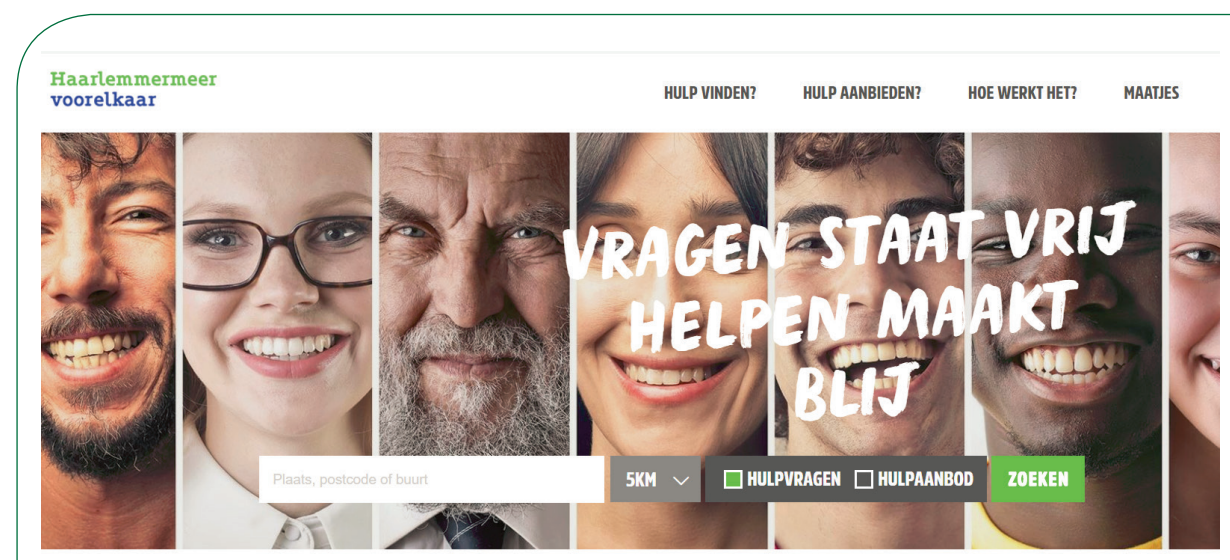 Haarlemmermeer
voorelkaar
HULP VINDEN? HULP AANBIEDEN? HOE WERKT HET? MAATJES
VRAGEN STAAT VRIJ
HELPEN MAAKT
BLIJ
Plaats, postcode of buurt 5KM HULPVRAGEN HULPAANBOD ZOEKEN